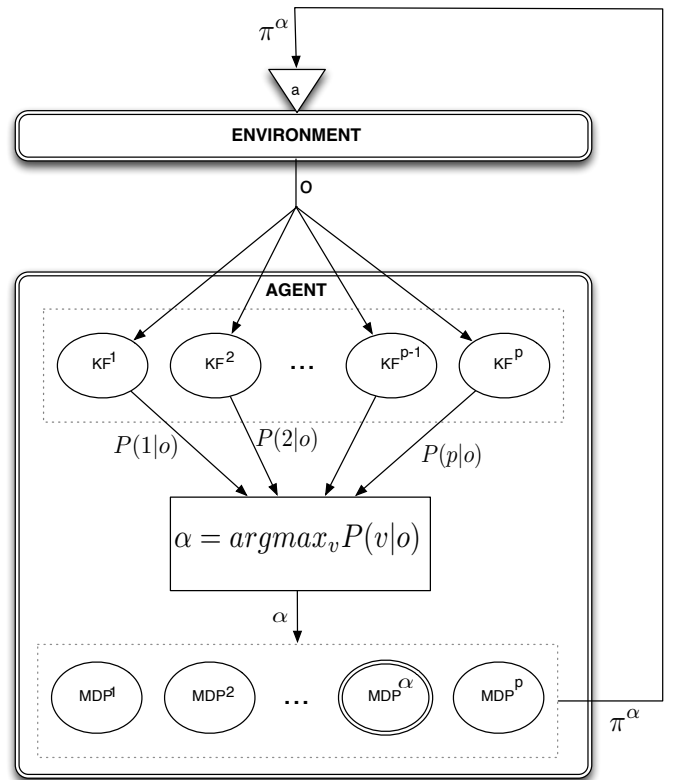 π^α
a
ENVIRONMENT
O
AGENT
KF^1 KF^2 ... KF^{p-1} KF^p
P(1|o) P(2|o) P(p|o)
α = argmax_v P(v|o)
α
MDP^1 MDP^2 ... MDP^α MDP^p
π^α